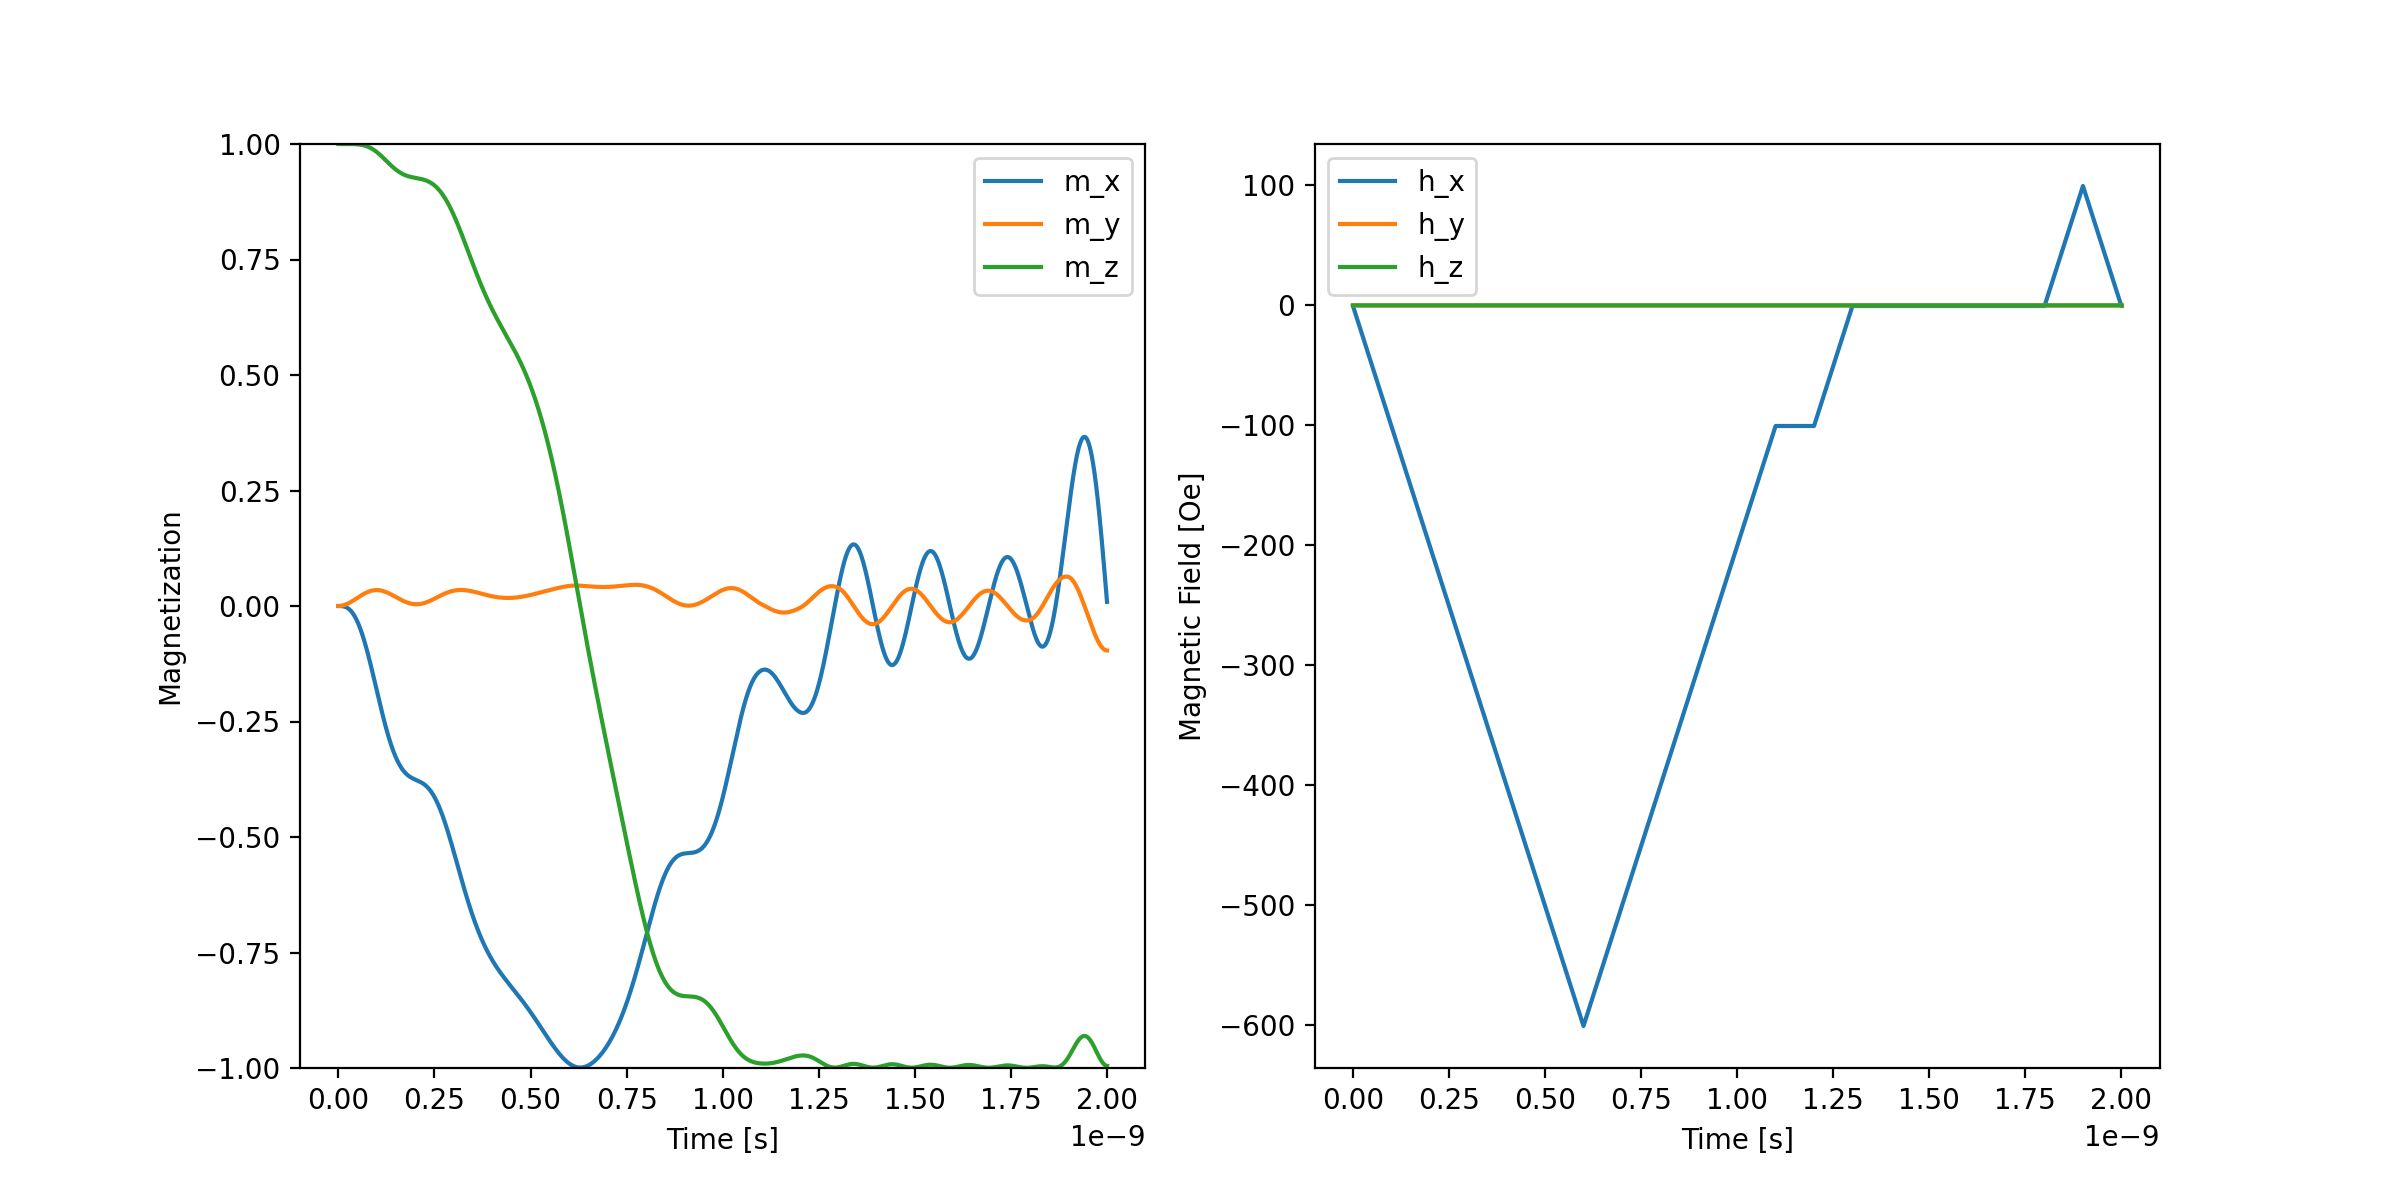 1.00
0.75
0.50
0.25
0.00
−0.25
−0.50
−0.75
−1.00
Magnetization
m_x
m_y
m_z
0.00 0.25 0.50 0.75 1.00 1.25 1.50 1.75 2.00
Time [s]
1e−9
100
0
−100
−200
−300
−400
−500
−600
Magnetic Field [Oe]
h_x
h_y
h_z
0.00 0.25 0.50 0.75 1.00 1.25 1.50 1.75 2.00
Time [s]
1e−9